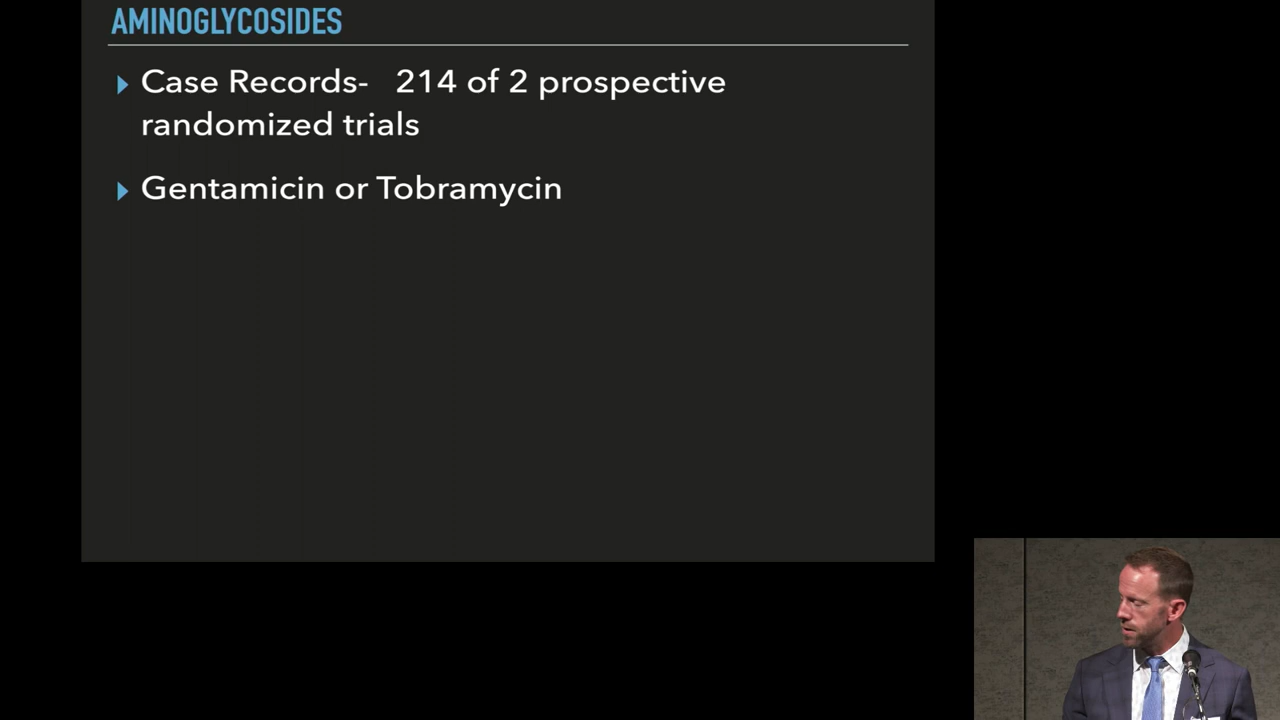 AMINOGLYCOSIDES
Case Records- 214 of 2 prospective
randomized trials
Gentamicin or Tobramycin